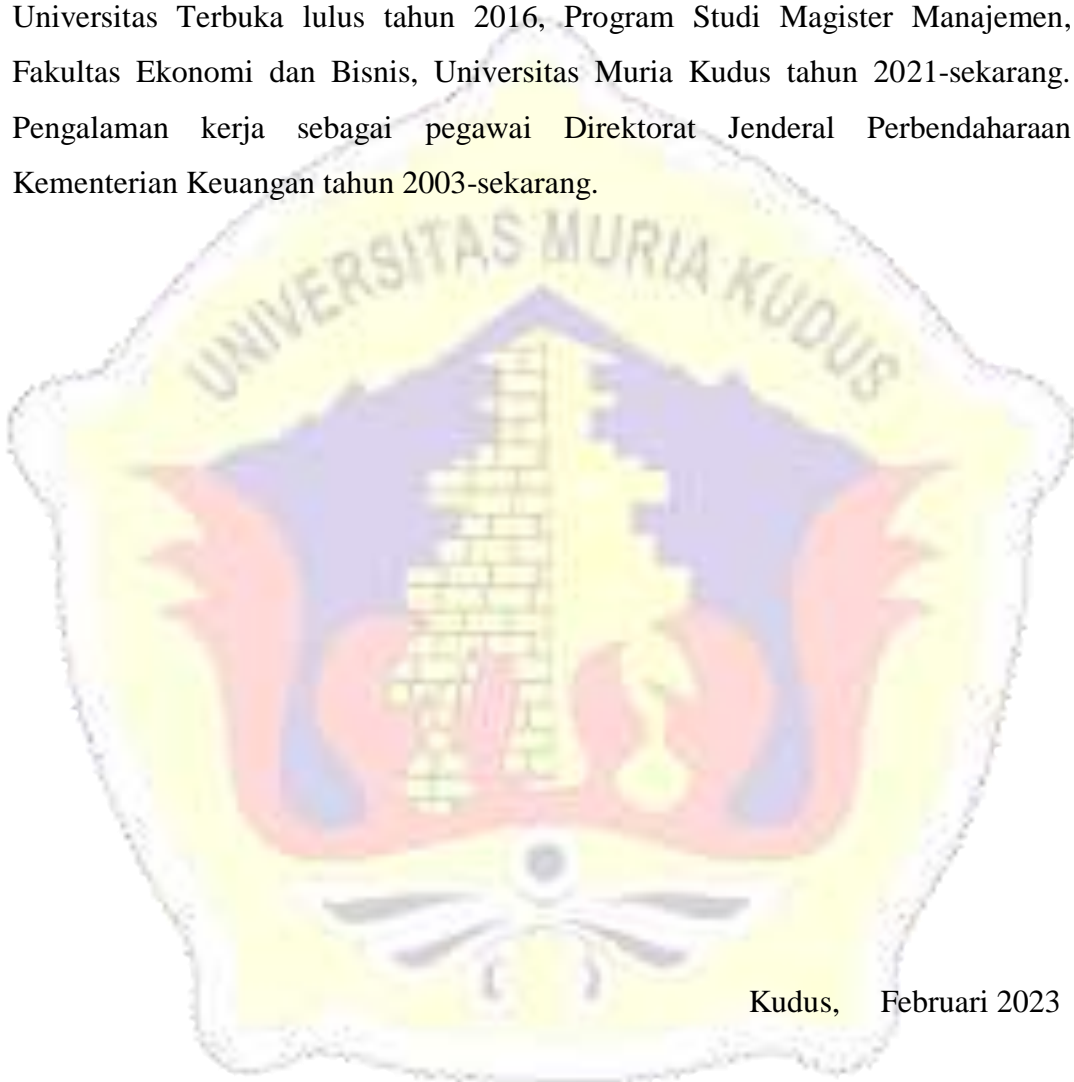 Universitas Terbuka lulus tahun 2016, Program Studi Magister Manajemen,
Fakultas Ekonomi dan Bisnis, Universitas Muria Kudus tahun 2021-sekarang.
Pengalaman kerja sebagai pegawai Direktorat Jenderal Perbendaharaan
Kementerian Keuangan tahun 2003-sekarang.
UNIVERSITAS MURIA KUDUS
Kudus, Februari 2023